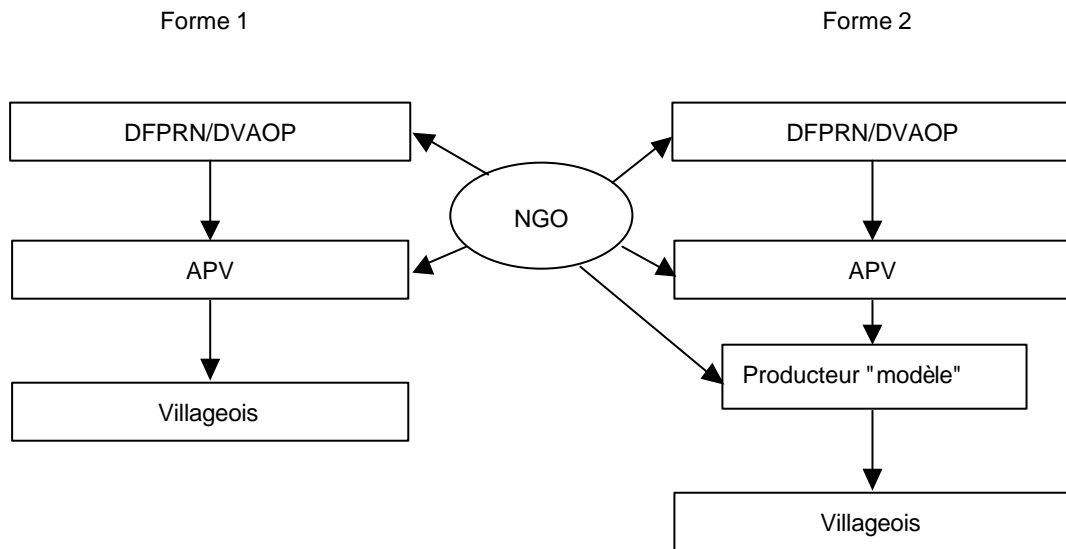 Forme 1
Forme 2
DFPRN/DVAOP
DFPRN/DVAOP
NGO
APV
APV
Producteur "modèle"
Villageois
Villageois